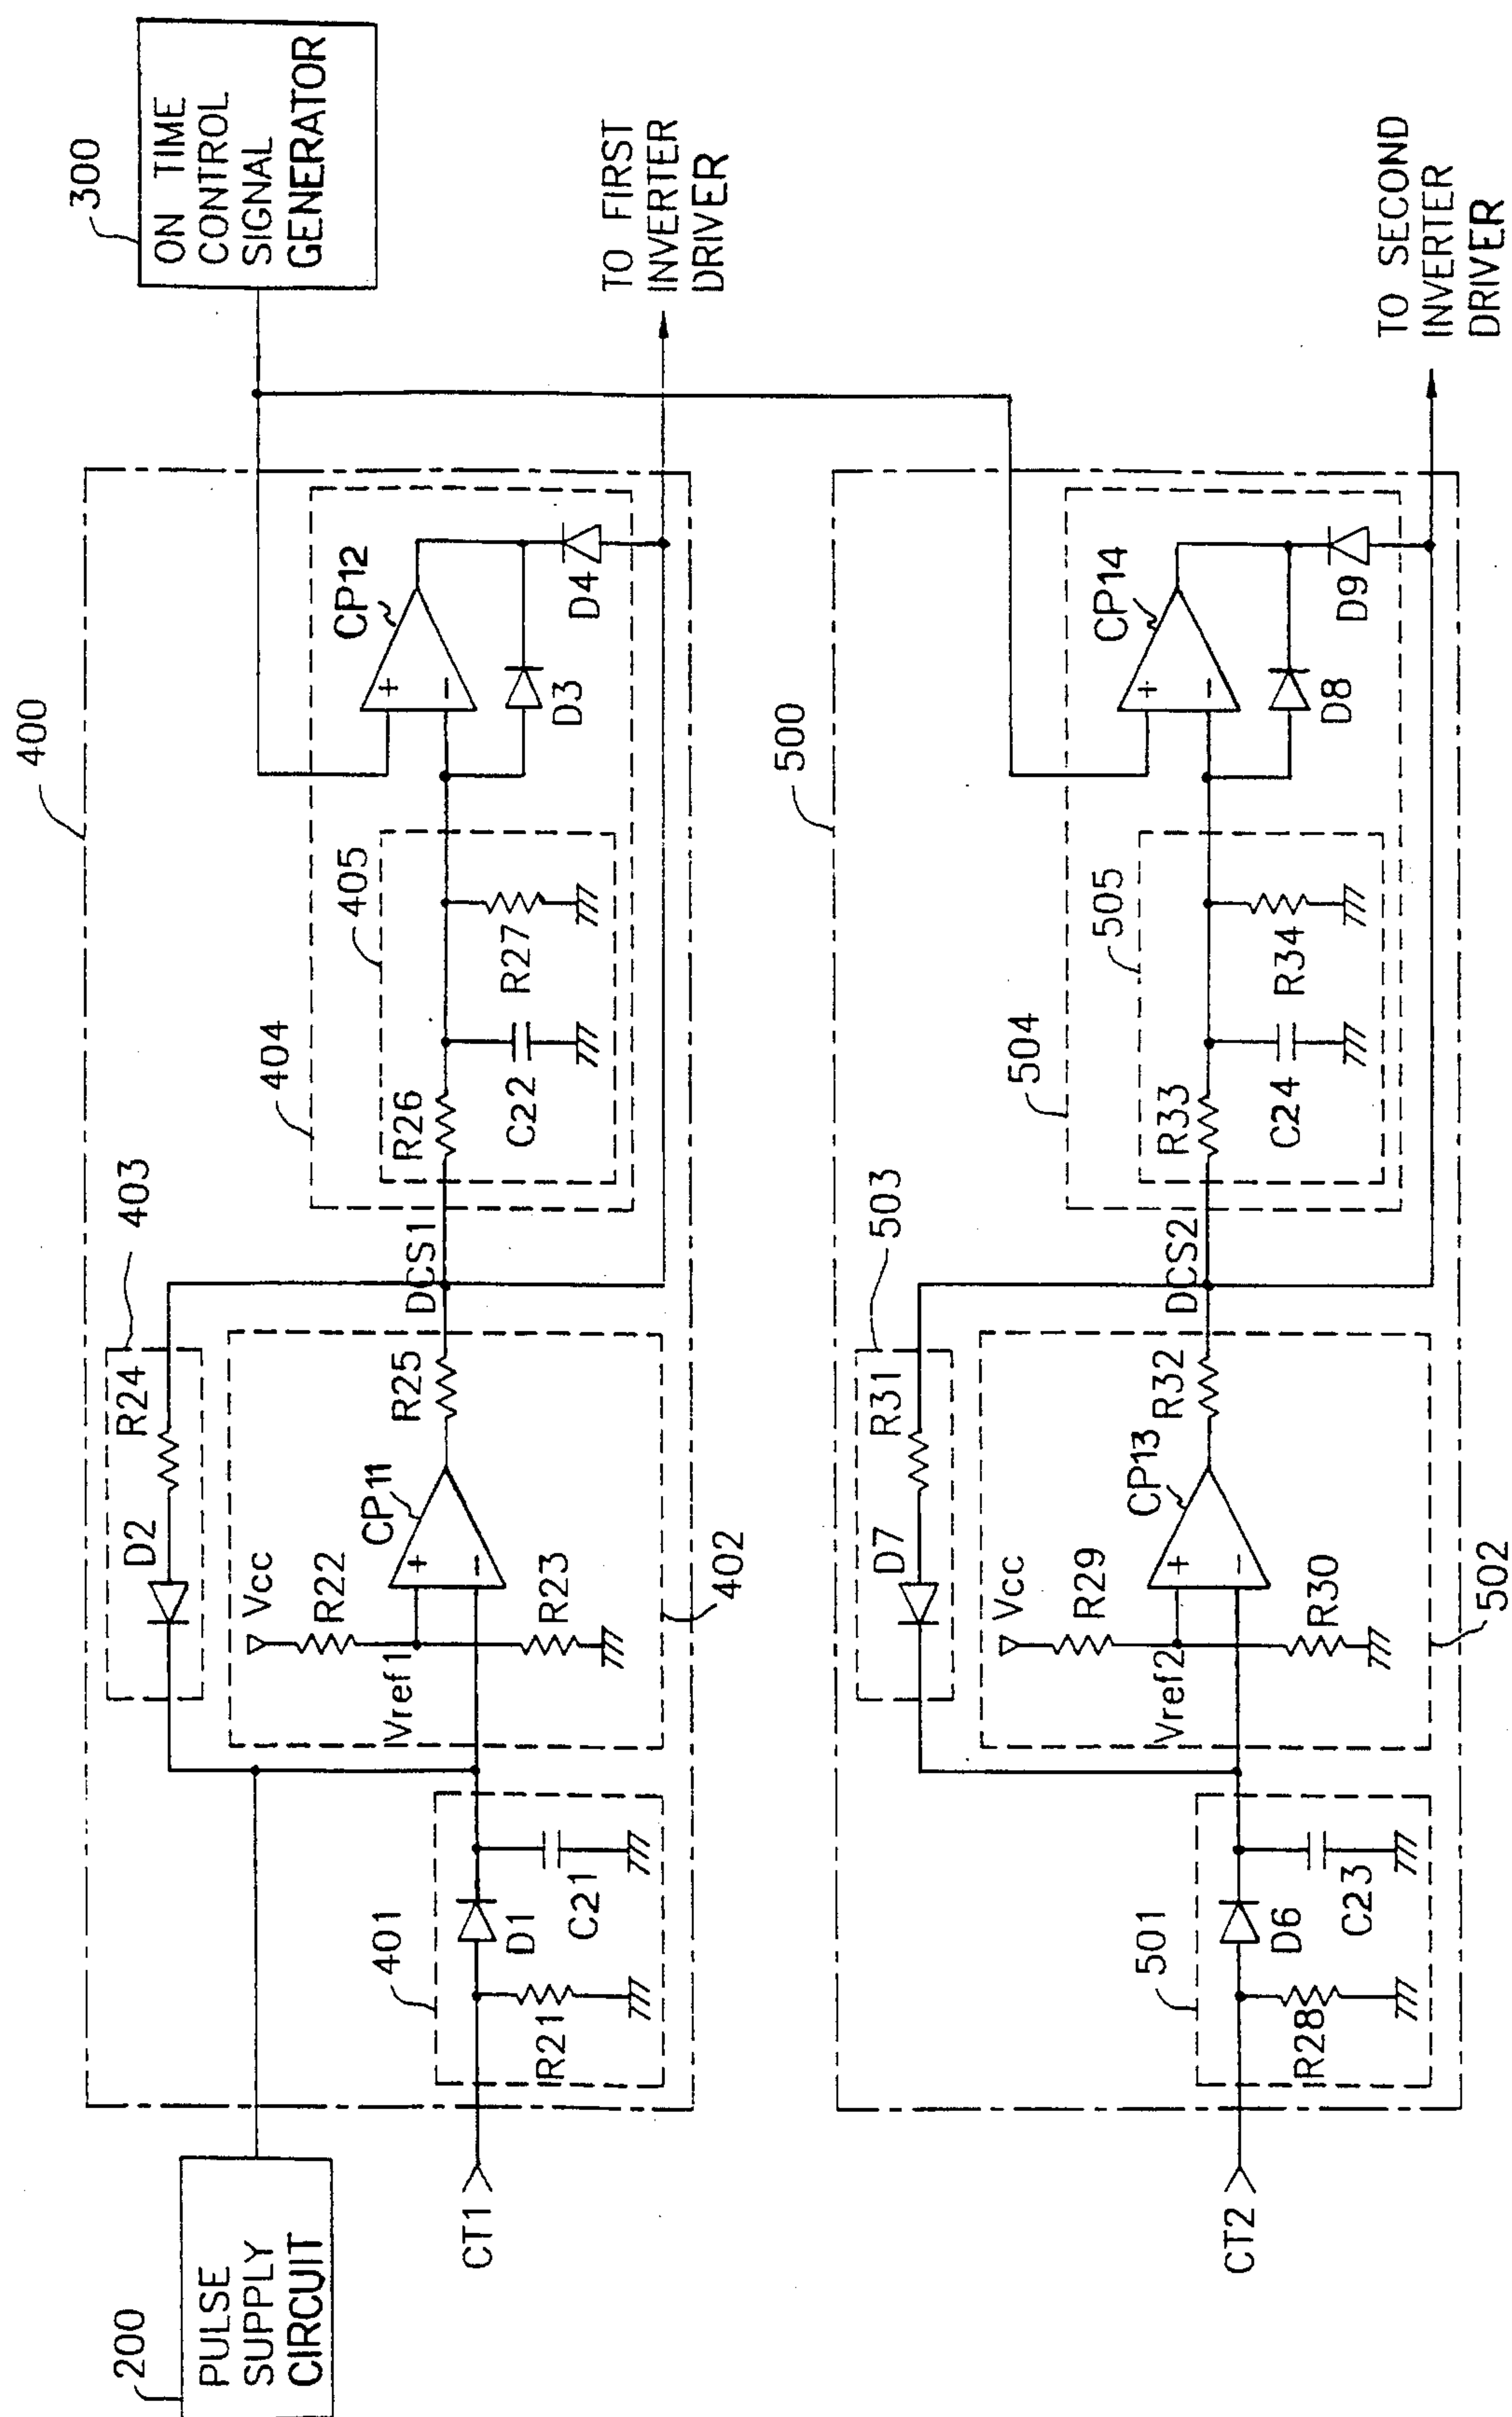 200
PULSE
SUPPLY
CIRCUIT
300
ON TIME
CONTROL
SIGNAL
GENERATOR
400
403
D2
R24
Vcc
R22
Vref1
CP11
R25
R23
402
DCS1
401
CT1
R21
D1
C21
404
405
R26
C22
R27
CP12
D3
D4
TO FIRST
INVERTER
DRIVER
500
503
D7
R31
Vcc
R29
Vref2
CP13
R32
R30
502
DCS2
501
CT2
R28
D6
C23
504
505
R33
C24
R34
CP14
D8
D9
TO SECOND
INVERTER
DRIVER